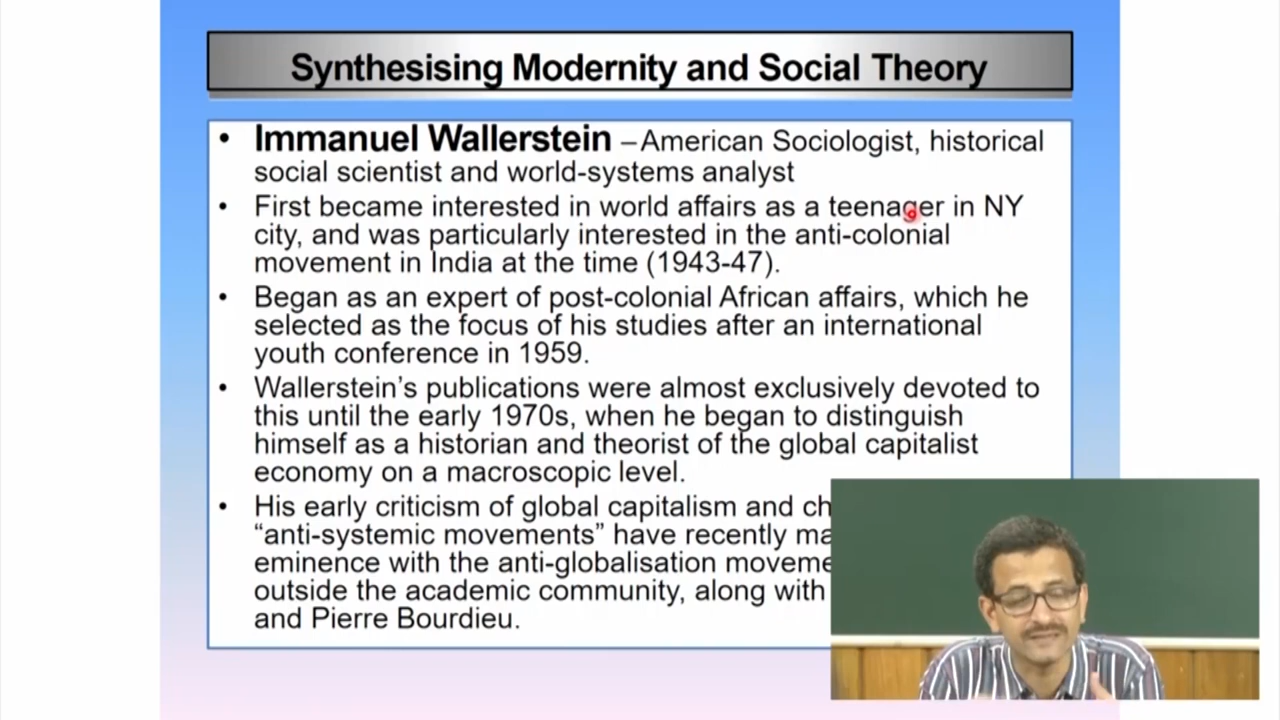 Synthesising Modernity and Social Theory
• Immanuel Wallerstein – American Sociologist, historical
social scientist and world-systems analyst
• First became interested in world affairs as a teenager in NY
city, and was particularly interested in the anti-colonial
movement in India at the time (1943-47).
• Began as an expert of post-colonial African affairs, which he
selected as the focus of his studies after an international
youth conference in 1959.
• Wallerstein’s publications were almost exclusively devoted to
this until the early 1970s, when he began to distinguish
himself as a historian and theorist of the global capitalist
economy on a macroscopic level.
• His early criticism of global capitalism and
“anti-systemic movements” have recently
eminence with the anti-globalisation
outside the academic community, along with
and Pierre Bourdieu.